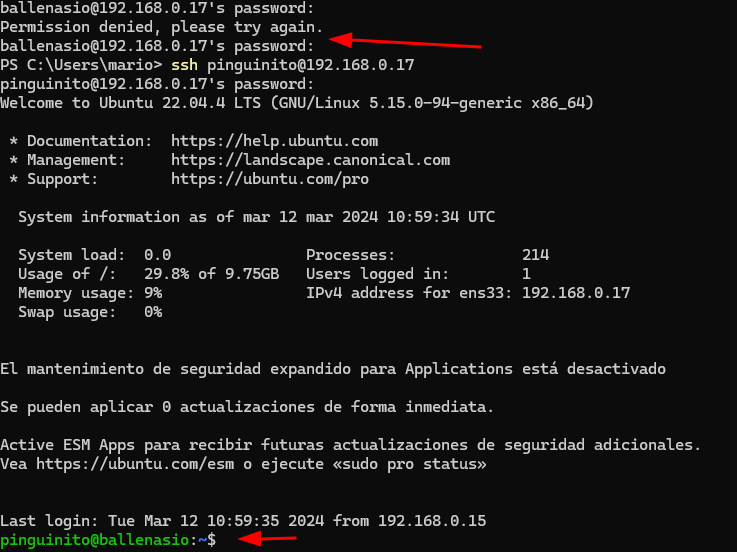 ballenasio@192.168.0.17's password:
Permission denied, please try again.
ballenasio@192.168.0.17's password:
PS C:\Users\mario> ssh pinguinito@192.168.0.17
pinguinito@192.168.0.17's password:
Welcome to Ubuntu 22.04.4 LTS (GNU/Linux 5.15.0-94-generic x86_64)

 * Documentation:  https://help.ubuntu.com
 * Management:     https://landscape.canonical.com
 * Support:        https://ubuntu.com/pro

  System information as of mar 12 mar 2024 10:59:34 UTC

  System load:  0.0               Processes:              214
  Usage of /:   29.8% of 9.75GB   Users logged in:        1
  Memory usage: 9%                IPv4 address for ens33: 192.168.0.17
  Swap usage:   0%

El mantenimiento de seguridad expandido para Applications está desactivado

Se pueden aplicar 0 actualizaciones de forma inmediata.

Active ESM Apps para recibir futuras actualizaciones de seguridad adicionales.
Vea https://ubuntu.com/esm o ejecute «sudo pro status»

Last login: Tue Mar 12 10:59:35 2024 from 192.168.0.15
pinguinito@ballenasio:~$